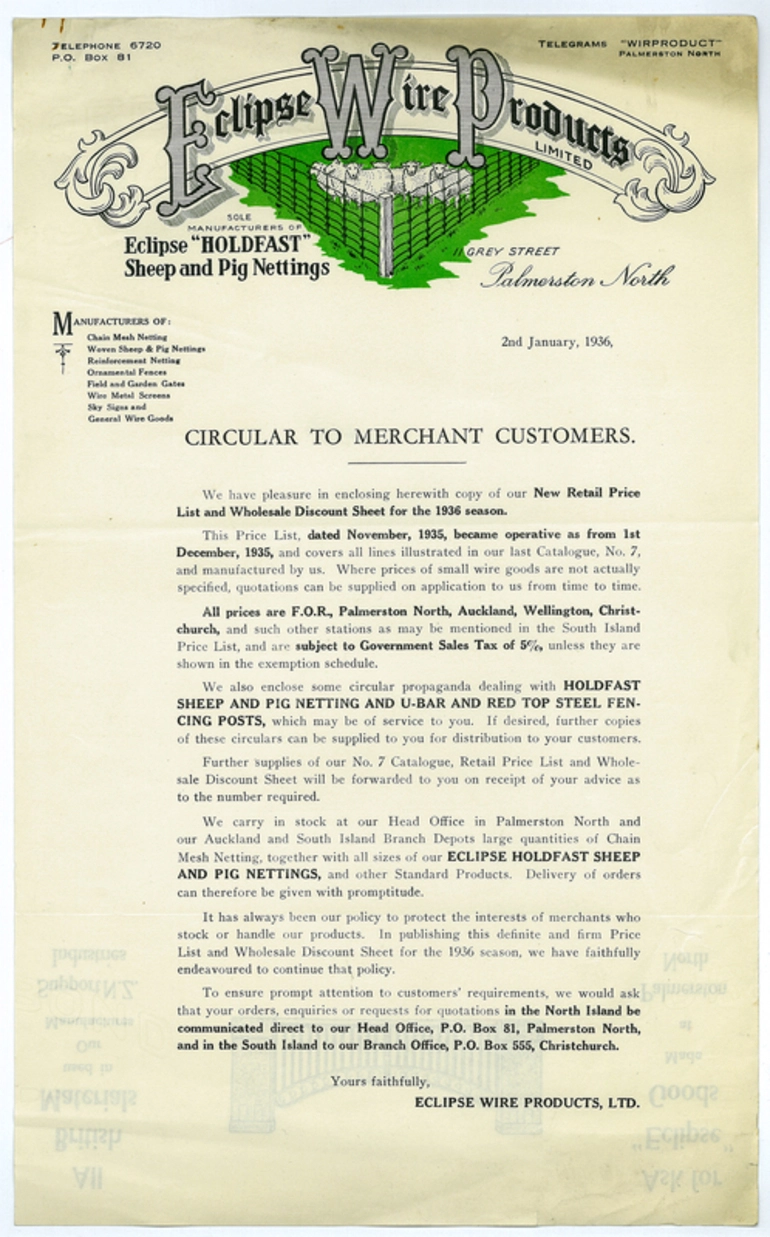 TELEPHONE 6720
P.O. BOX 81
TELEGRAMS "WIRPRODUCT"
PALMERSTON NORTH
Eclipse Wire Products
LIMITED
SOLE
MANUFACTURERS OF
Eclipse "HOLDFAST"
Sheep and Pig Nettings
11 GREY STREET
Palmerston North
MANUFACTURERS OF:
Chain Mesh Netting
Woven Sheep & Pig Nettings
Reinforcement Netting
Ornamental Fences
Field and Garden Gates
Wire Metal Screens
Sky Signs and
General Wire Goods
2nd January, 1936,
CIRCULAR TO MERCHANT CUSTOMERS.
We have pleasure in enclosing herewith copy of our New Retail Price
List and Wholesale Discount Sheet for the 1936 season.
This Price List, dated November, 1935, became operative as from 1st
December, 1935, and covers all lines illustrated in our last Catalogue, No. 7,
and manufactured by us. Where prices of small wire goods are not actually
specified, quotations can be supplied on application to us from time to time.
All prices are F.O.R., Palmerston North, Auckland, Wellington, Christ-
church, and such other stations as may be mentioned in the South Island
Price List, and are subject to Government Sales Tax of 5%, unless they are
shown in the exemption schedule.
We also enclose some circular propaganda dealing with HOLDFAST
SHEEP AND PIG NETTING AND U-BAR AND RED TOP STEEL FEN-
CING POSTS, which may be of service to you. If desired, further copies
of these circulars can be supplied to you for distribution to your customers.
Further supplies of our No. 7 Catalogue, Retail Price List and Whole-
sale Discount Sheet will be forwarded to you on receipt of your advice as
to the number required.
We carry in stock at our Head Office in Palmerston North and
our Auckland and South Island Branch Depots large quantities of Chain
Mesh Netting, together with all sizes of our ECLIPSE HOLDFAST SHEEP
AND PIG NETTINGS, and other Standard Products. Delivery of orders
can therefore be given with promptitude.
It has always been our policy to protect the interests of merchants who
stock or handle our products. In publishing this definite and firm Price
List and Wholesale Discount Sheet for the 1936 season, we have faithfully
endeavoured to continue that policy.
To ensure prompt attention to customers' requirements, we would ask
that your orders, enquiries or requests for quotations in the North Island be
communicated direct to our Head Office, P.O. Box 81, Palmerston North,
and in the South Island to our Branch Office, P.O. Box 555, Christchurch.
Yours faithfully,
ECLIPSE WIRE PRODUCTS, LTD.
Industries
Support N.Z.
Manufactures
Our
used in
Materials
British
All
North
Palmerston
at
Made
Goods
"Eclipse"
Ask for